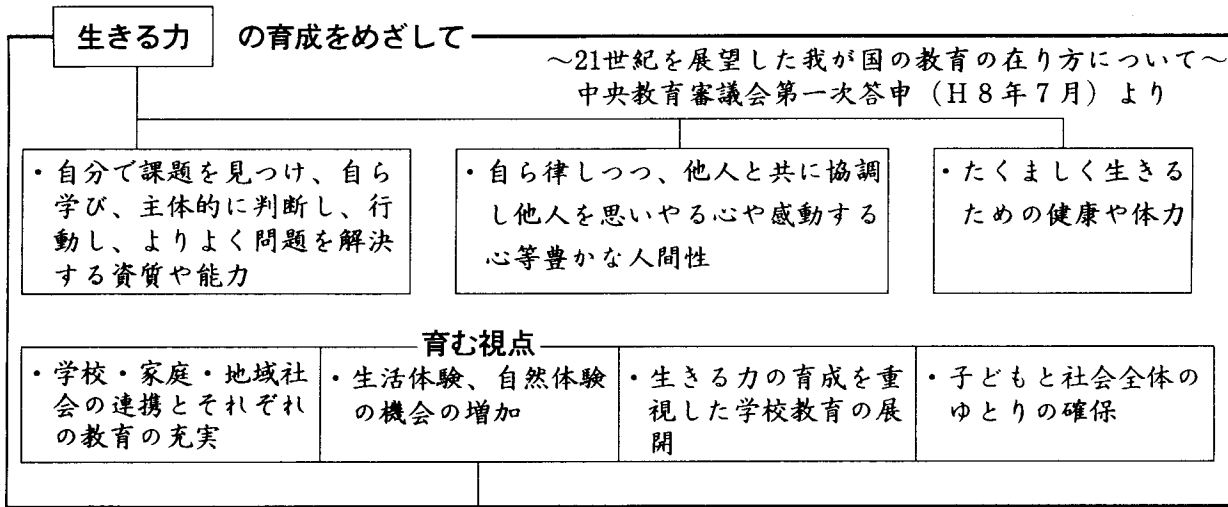 生きる力 の育成をめざして
～21世紀を展望した我が国の教育の在り方について～
中央教育審議会第一次答申（H8年7月）より
・自分で課題を見つけ、自ら
学び、主体的に判断し、行
動し、よりよく問題を解決
する資質や能力
・自ら律しつつ、他人と共に協調
し他人を思いやる心や感動する
心等豊かな人間性
・たくましく生きる
ための健康や体力
育む視点
・学校・家庭・地域社
会の連携とそれぞれ
の教育の充実
・生活体験、自然体験
の機会の増加
・生きる力の育成を重
視した学校教育の展
開
・子どもと社会全体の
ゆとりの確保